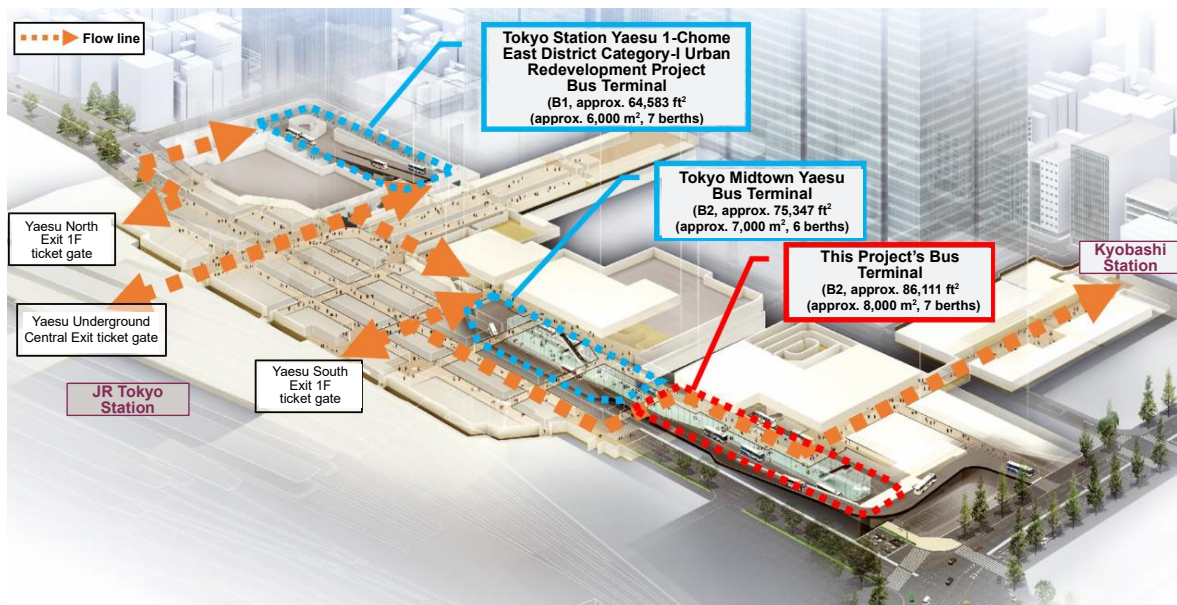 Flow line
Tokyo Station Yaesu 1-Chome
East District Category-I Urban
Redevelopment Project
Bus Terminal
(B1, approx. 64,583 ft²
(approx. 6,000 m², 7 berths)
Tokyo Midtown Yaesu
Bus Terminal
(B2, approx. 75,347 ft²
(approx. 7,000 m², 6 berths)
This Project's Bus
Terminal
(B2, approx. 86,111 ft²
(approx. 8,000 m², 7 berths)
Kyobashi
Station
Yaesu North
Exit 1F
ticket gate
Yaesu Underground
Central Exit ticket gate
Yaesu South
Exit 1F
ticket gate
JR Tokyo
Station